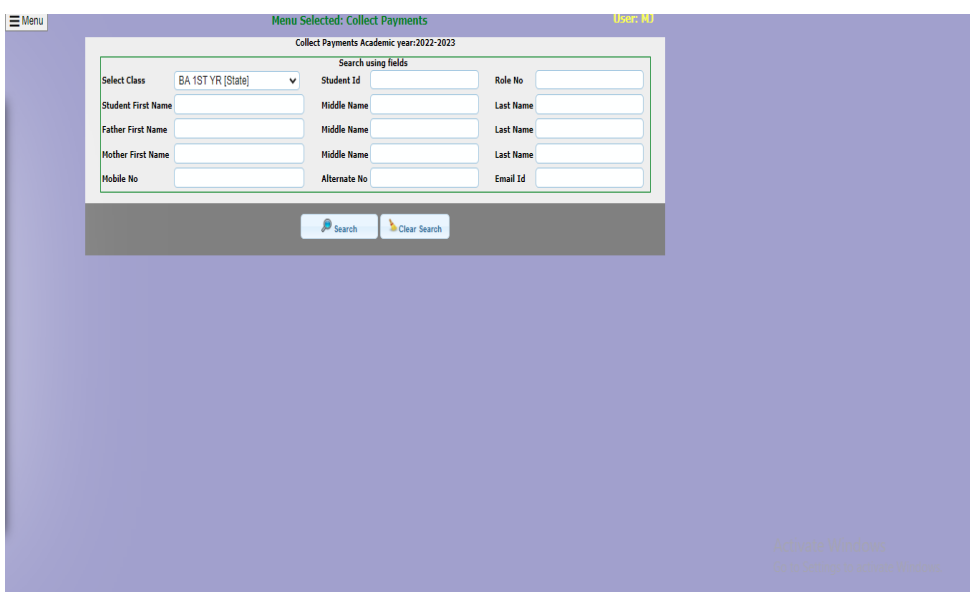 Menu
Menu Selected: Collect Payments
User: MJ
Collect Payments Academic year:2022-2023
Search using fields
Select Class BA 1ST YR [State] Student Id Role No
Student First Name Middle Name Last Name
Father First Name Middle Name Last Name
Mother First Name Middle Name Last Name
Mobile No Alternate No Email Id
Search Clear Search